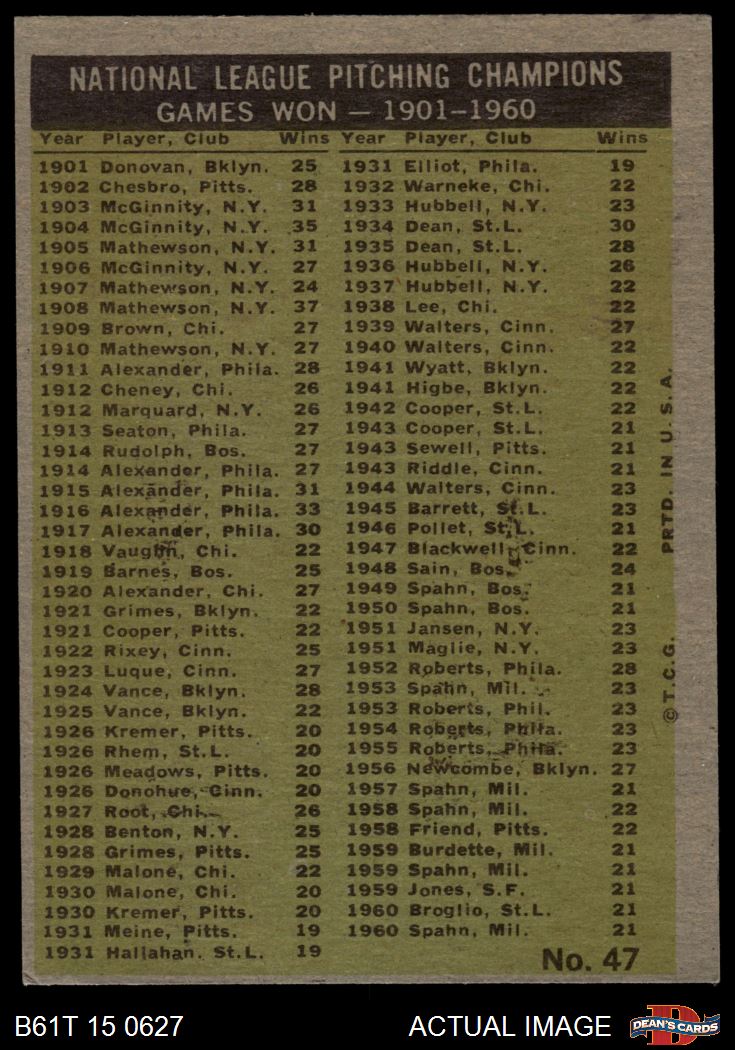 NATIONAL LEAGUE PITCHING CHAMPIONS
GAMES WON — 1901-1960
Year Player, Club Wins
1901 Donovan, Bklyn. 25
1902 Chesbro, Pitts. 28
1903 McGinnity, N.Y. 31
1904 McGinnity, N.Y. 35
1905 Mathewson, N.Y. 31
1906 McGinnity, N.Y. 27
1907 Mathewson, N.Y. 24
1908 Mathewson, N.Y. 37
1909 Brown, Chi. 27
1910 Mathewson, N.Y. 27
1911 Alexander, Phila. 28
1912 Cheney, Chi. 26
1912 Marquard, N.Y. 26
1913 Seaton, Phila. 27
1914 Rudolph, Bos. 27
1914 Alexander, Phila. 27
1915 Alexander, Phila. 31
1916 Alexander, Phila. 33
1917 Alexander, Phila. 30
1918 Vaughn, Chi. 22
1919 Barnes, Bos. 25
1920 Alexander, Chi. 27
1921 Grimes, Bklyn. 22
1921 Cooper, Pitts. 22
1922 Rixey, Cinn. 25
1923 Luque, Cinn. 27
1924 Vance, Bklyn. 28
1925 Vance, Bklyn. 22
1926 Kremer, Pitts. 20
1926 Rhem, St.L. 20
1926 Meadows, Pitts. 20
1926 Donohue, Cinn. 20
1927 Root, Chi. 26
1928 Benton, N.Y. 25
1928 Grimes, Pitts. 25
1929 Malone, Chi. 22
1930 Malone, Chi. 20
1930 Kremer, Pitts. 20
1931 Meine, Pitts. 19
1931 Hallahan. St.L. 19
Year Player, Club Wins
1931 Elliot, Phila. 19
1932 Warneke, Chi. 22
1933 Hubbell, N.Y. 23
1934 Dean, St.L. 30
1935 Dean, St.L. 28
1936 Hubbell, N.Y. 26
1937 Hubbell, N.Y. 22
1938 Lee, Chi. 22
1939 Walters, Cinn. 27
1940 Walters, Cinn. 22
1941 Wyatt, Bklyn. 22
1941 Higbe, Bklyn. 22
1942 Cooper, St.L. 22
1943 Cooper, St.L. 21
1943 Sewell, Pitts. 21
1943 Riddle, Cinn. 21
1944 Walters, Cinn. 23
1945 Barrett, St.L. 23
1946 Pollet, St.L. 21
1947 Blackwell, Cinn. 22
1948 Sain, Bos. 24
1949 Spahn, Bos. 21
1950 Spahn, Bos. 21
1951 Jansen, N.Y. 23
1951 Maglie, N.Y. 23
1952 Roberts, Phila. 28
1953 Spahn, Mil. 23
1953 Roberts, Phil. 23
1954 Roberts, Phila. 23
1955 Roberts, Phila. 23
1956 Newcombe, Bklyn. 27
1957 Spahn, Mil. 21
1958 Spahn, Mil. 22
1958 Friend, Pitts. 22
1959 Burdette, Mil. 21
1959 Spahn, Mil. 21
1959 Jones, S.F. 21
1960 Broglio, St.L. 21
1960 Spahn, Mil. 21
No. 47
© T.C.G. PRTD. IN U.S.A.
B61T 15 0627
ACTUAL IMAGE
DEAN'S CARDS